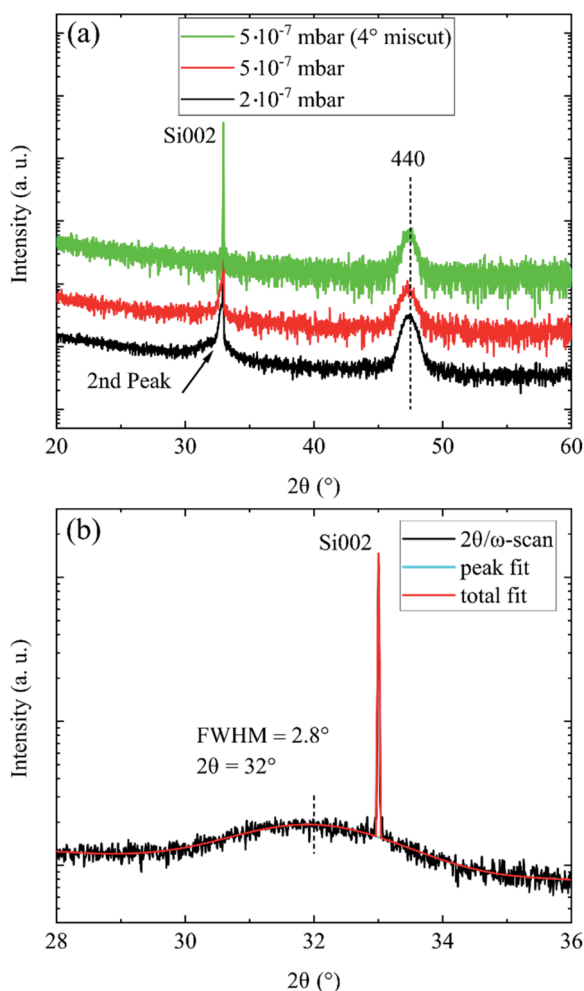 (a)
5·10⁻⁷ mbar (4° miscut)
5·10⁻⁷ mbar
2·10⁻⁷ mbar
Si002
440
2nd Peak
Intensity (a. u.)
20 30 40 50 60
2θ (°)
(b)
2θ/ω-scan
peak fit
total fit
Si002
FWHM = 2.8°
2θ = 32°
Intensity (a. u.)
28 30 32 34 36
2θ (°)